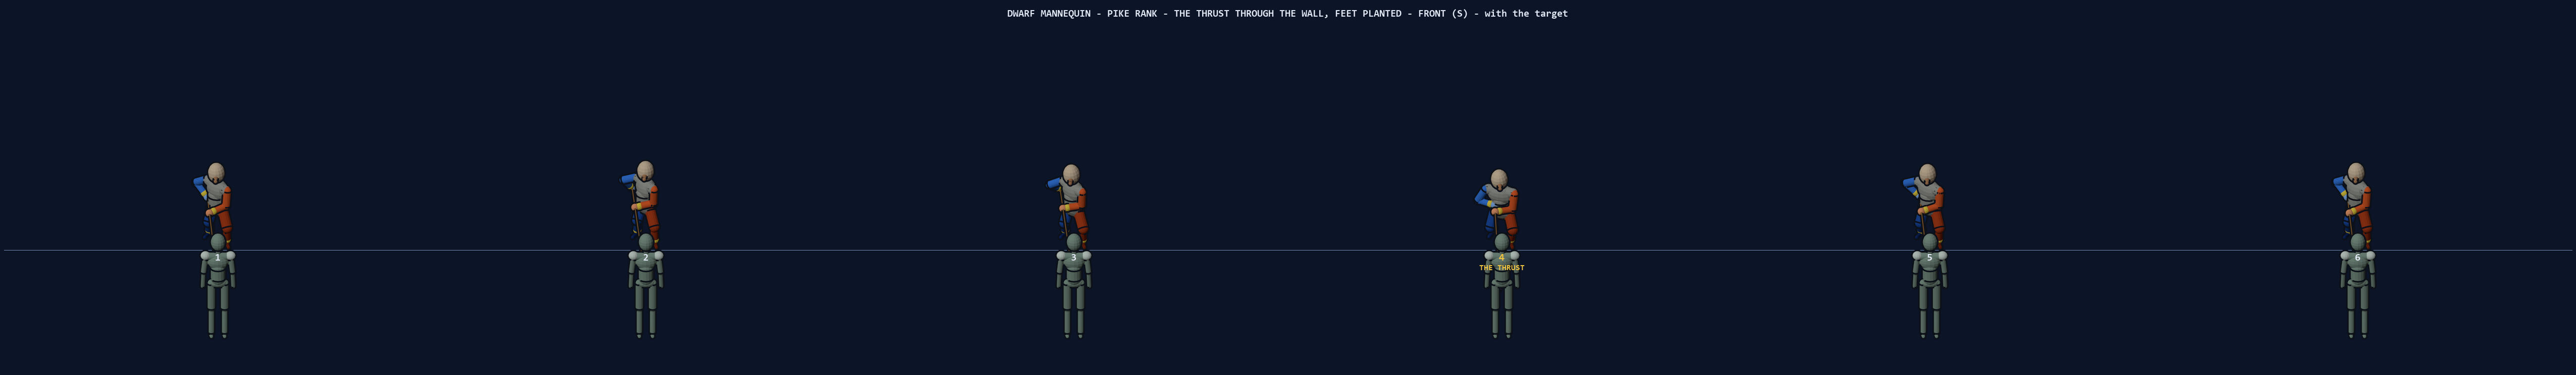 DWARF MANNEQUIN - PIKE RANK - THE THRUST THROUGH THE WALL, FEET PLANTED - FRONT (S) - with the target
1 2 3 4 5 6
THE THRUST